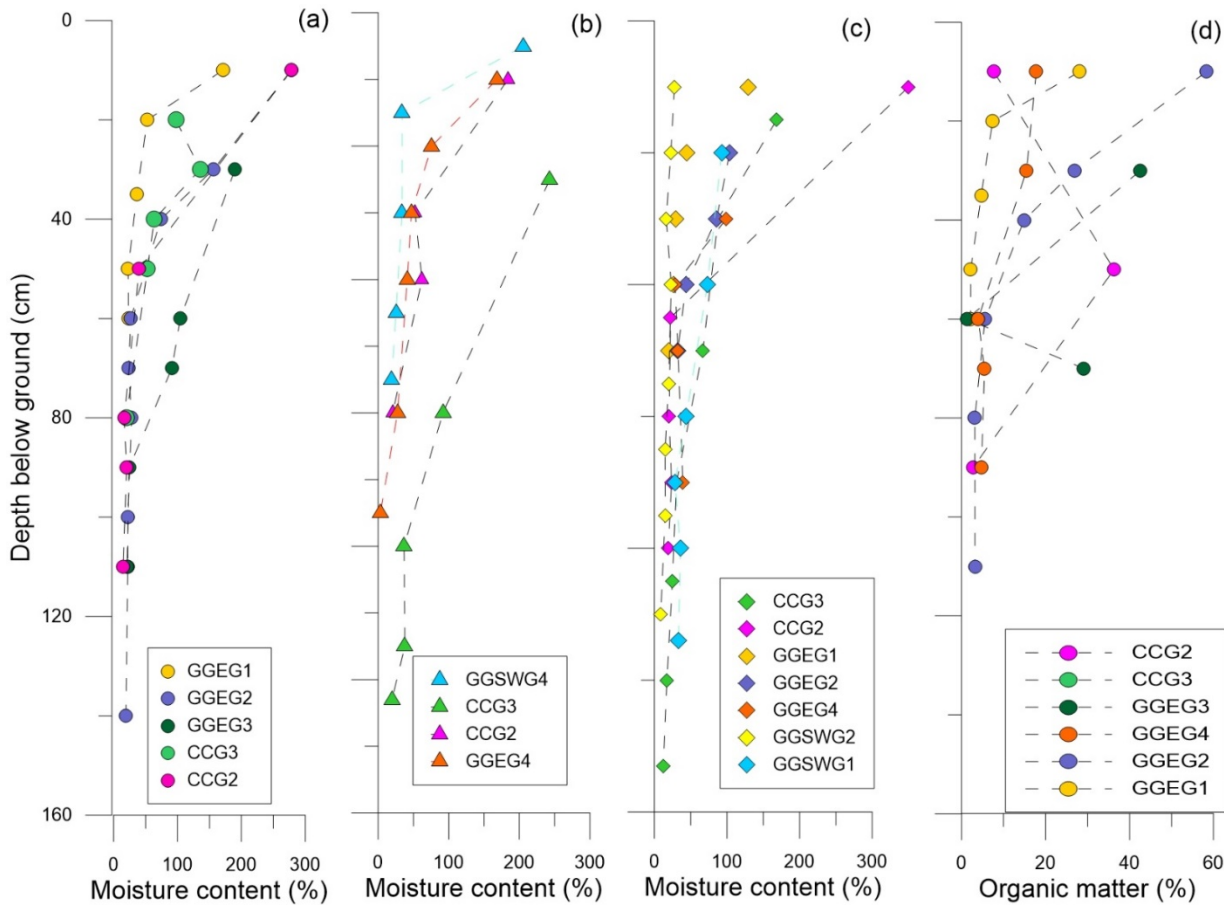 (a)
(b)
(c)
(d)
Depth below ground (cm)
0
40
80
120
160
GGEG1
GGEG2
GGEG3
CCG3
CCG2
0 100 200 300
Moisture content (%)
GGSWG4
CCG3
CCG2
GGEG4
0 100 200 300
Moisture content (%)
CCG3
CCG2
GGEG1
GGEG2
GGEG4
GGSWG2
GGSWG1
0 100 200 300
Moisture content (%)
CCG2
CCG3
GGEG3
GGEG4
GGEG2
GGEG1
0 20 40 60
Organic matter (%)